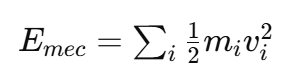 $E_{mec} = \sum_i \frac{1}{2} m_i v_i^2$